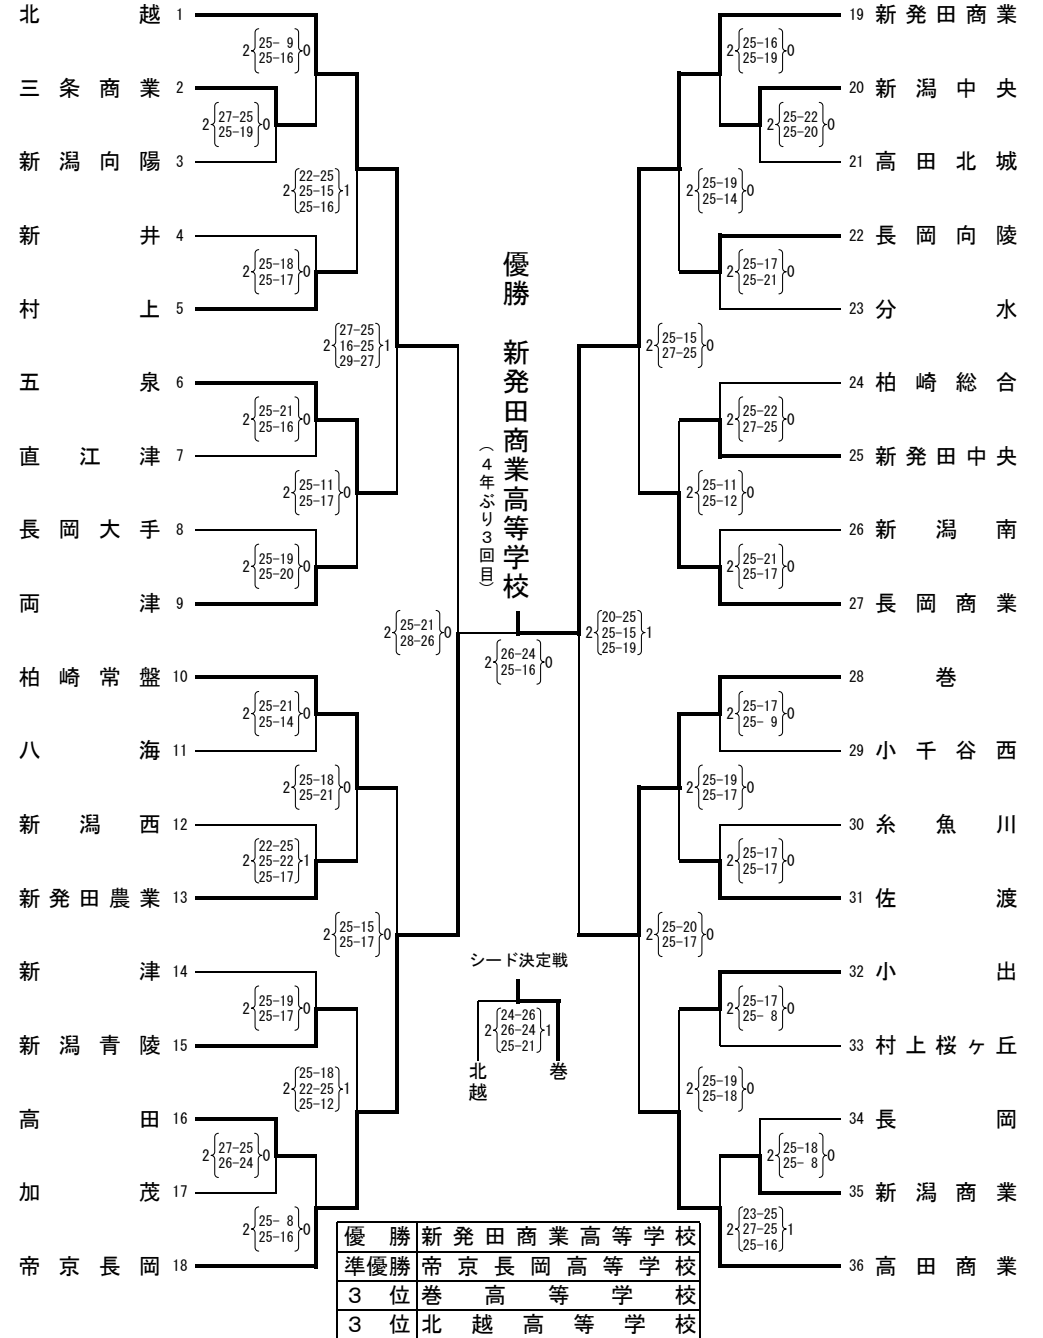 北越 1
2 25- 9 0
25-16
三条商業 2
2 27-25 0
25-19
新潟向陽 3
2 22-25 1
25-15
25-16
新井 4
2 25-18 0
25-17
村上 5
2 27-25 1
16-25
29-27
五泉 6
2 25-21 0
25-16
直江津 7
2 25-11 0
25-17
長岡大手 8
2 25-19 0
25-20
両津 9
2 25-21 0
28-26
柏崎常盤 10
2 25-21 0
25-14
八海 11
2 25-18 0
25-21
新潟西 12
2 22-25 1
25-22
25-17
新発田農業 13
2 25-15 0
25-17
新津 14
2 25-19 0
25-17
新潟青陵 15
2 25-18 1
22-25
25-12
高田 16
2 27-25 0
26-24
加茂 17
2 25- 8 0
25-16
帝京長岡 18
優勝 新発田商業高等学校
(4年ぶり3回目)
2 26-24 0
25-16
シード決定戦
2 24-26 1
26-24
25-21
北越
巻
19 新発田商業
2 25-16 0
25-19
20 新潟中央
2 25-22 0
25-20
21 高田北城
2 25-19 0
25-14
22 長岡向陵
2 25-17 0
25-21
23 分水
2 25-15 0
27-25
24 柏崎総合
2 25-22 0
27-25
25 新発田中央
2 25-11 0
25-12
26 新潟南
2 25-21 0
25-17
27 長岡商業
2 20-25 1
25-15
25-19
28 巻
2 25-17 0
25- 9
29 小千谷西
2 25-19 0
25-17
30 糸魚川
2 25-17 0
25-17
31 佐渡
2 25-20 0
25-17
32 小出
2 25-17 0
25- 8
33 村上桜ヶ丘
2 25-19 0
25-18
34 長岡
2 25-18 0
25- 8
35 新潟商業
2 23-25 1
27-25
25-16
36 高田商業
優勝 新発田商業高等学校
準優勝 帝京長岡高等学校
3位 巻高等学校
3位 北越高等学校